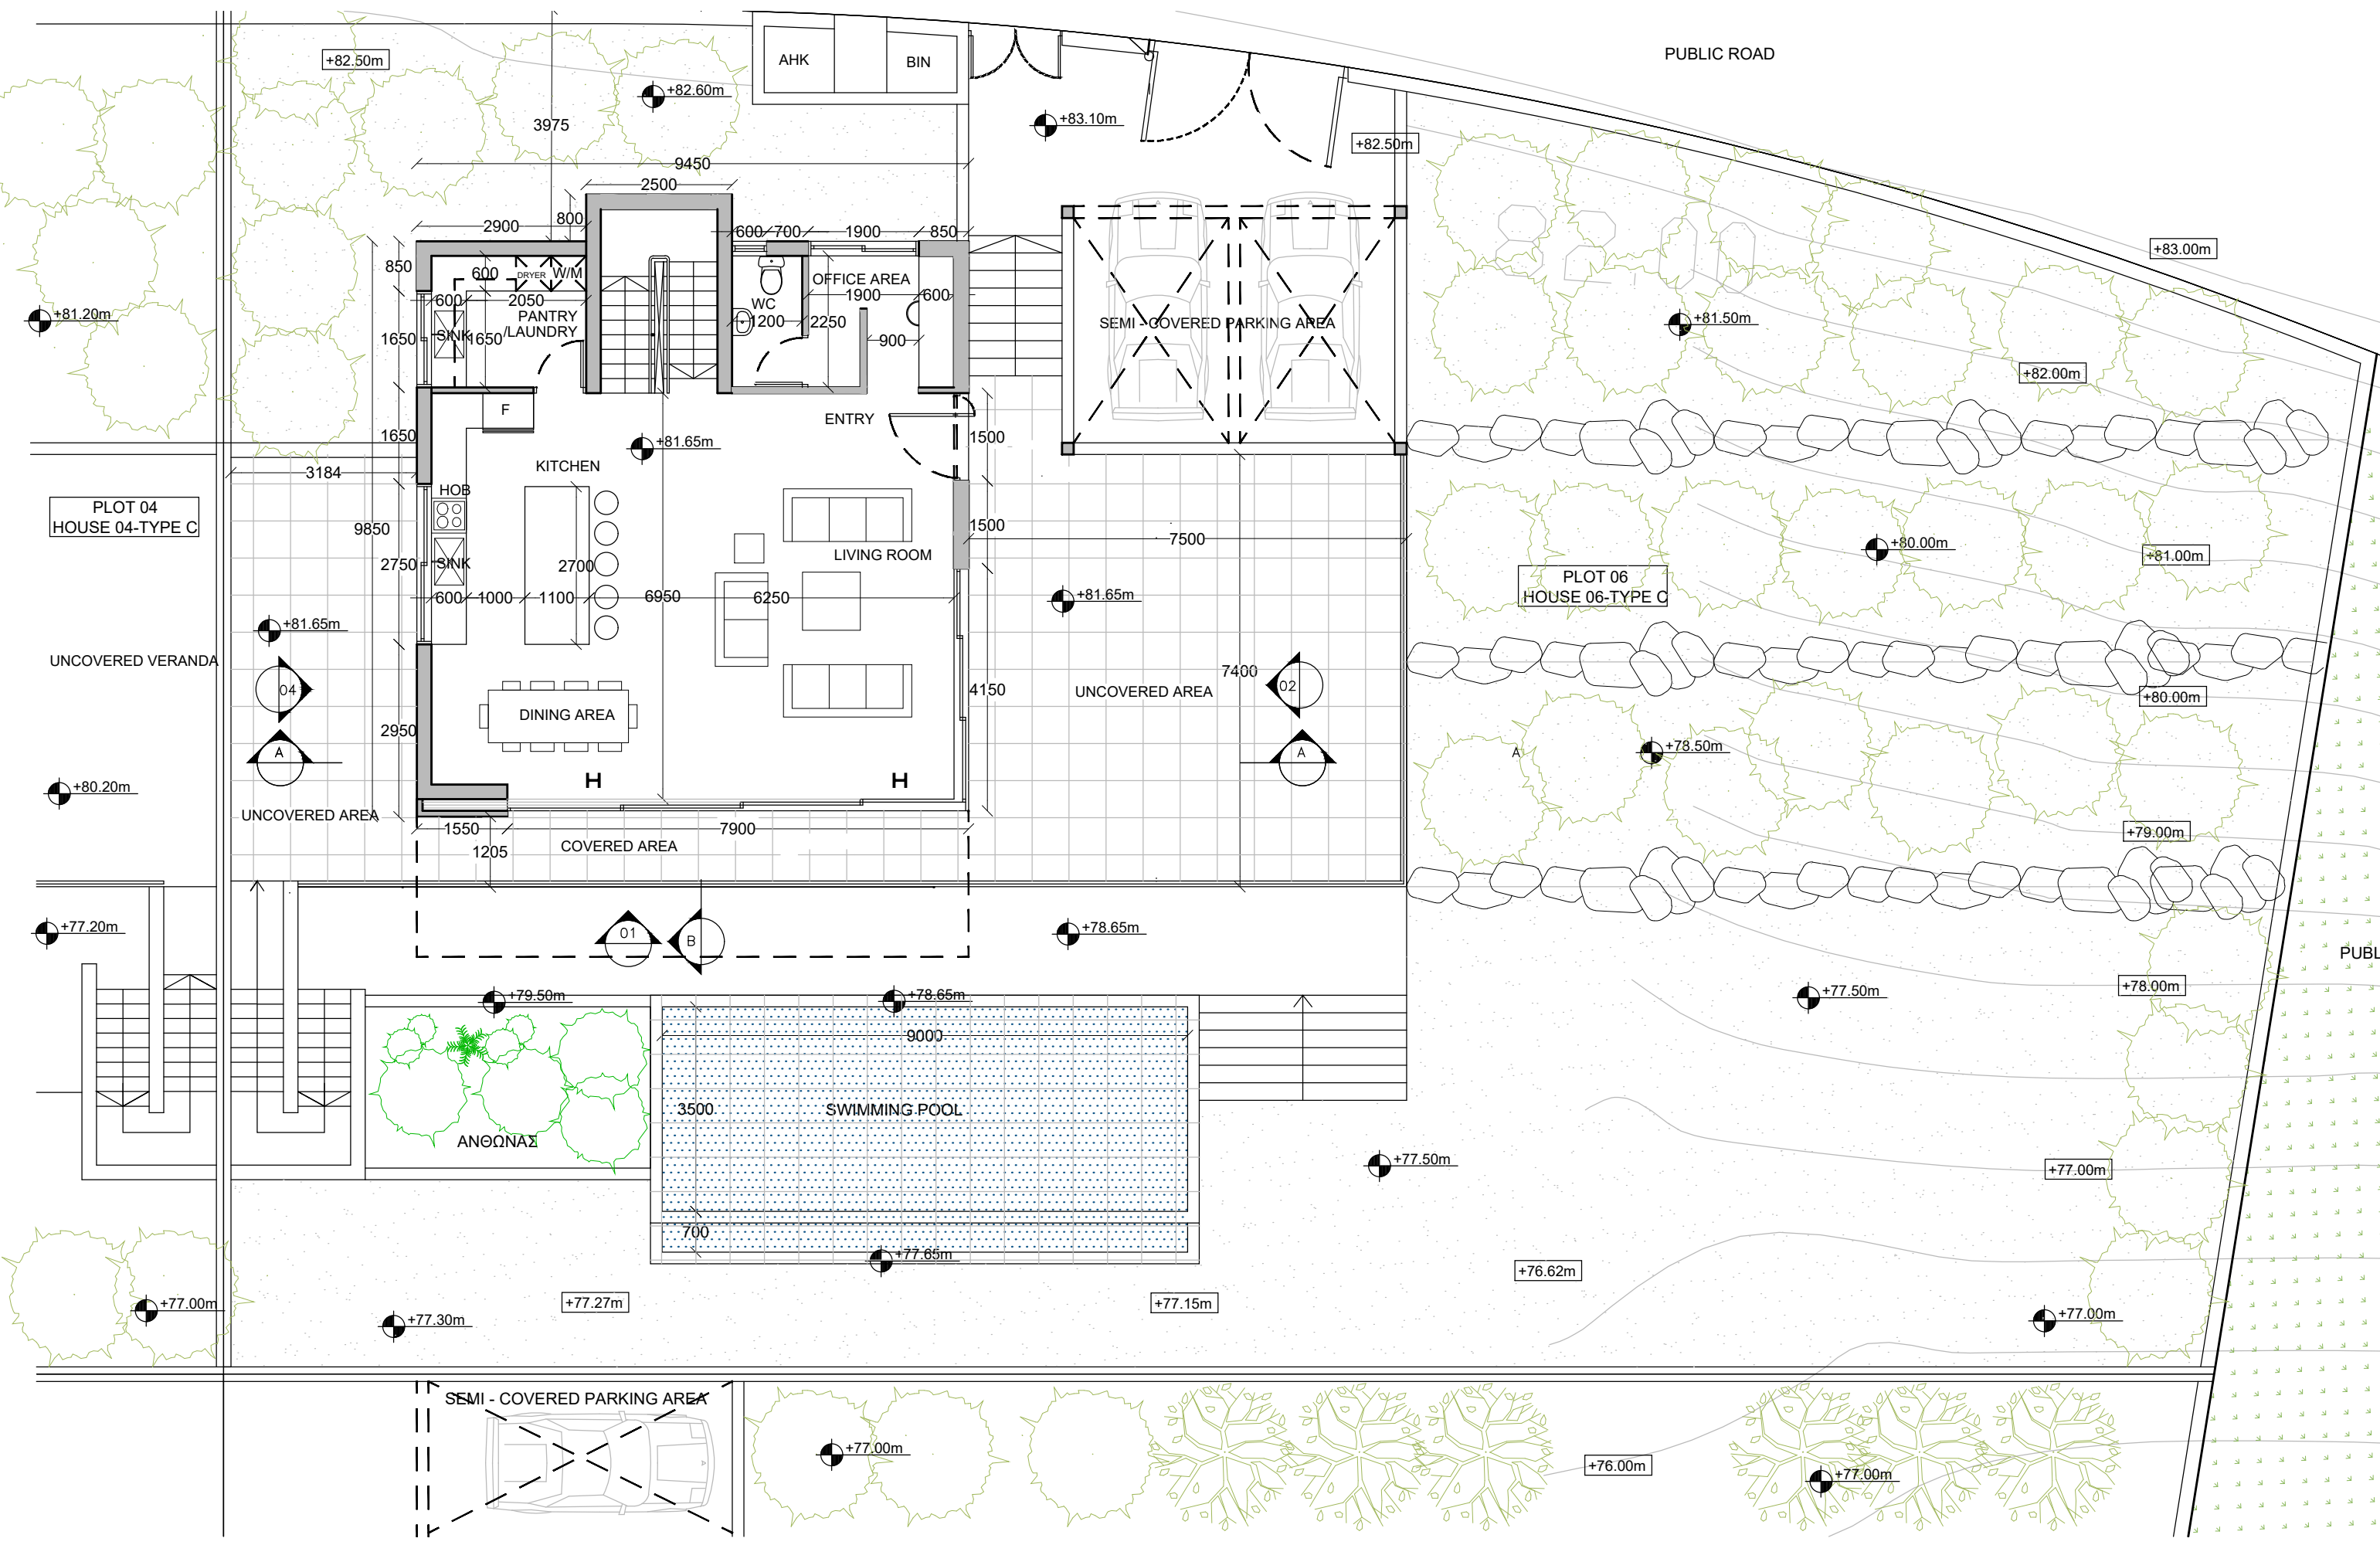 PUBLIC ROAD
+82.50m
AHK
BIN
+82.60m
+83.10m
3975
+82.50m
9450
2500
800
2900
600
700
1900
850
+83.00m
850
600
DRYER
W/M
OFFICE AREA
600
2050
1900
600
WC
+81.20m
PANTRY
/LAUNDRY
1200
2250
SEMI - COVERED PARKING AREA
+81.50m
1650
SINK
1650
900
+82.00m
F
ENTRY
1650
+81.65m
1500
3184
KITCHEN
HOB
PLOT 04
HOUSE 04-TYPE C
9850
1500
7500
LIVING ROOM
+80.00m
+81.00m
2750
SINK
2700
PLOT 06
HOUSE 06-TYPE C
600
1000
1100
6950
6250
+81.65m
+81.65m
UNCOVERED VERANDA
7400
04
4150
UNCOVERED AREA
02
+80.00m
DINING AREA
2950
A
A
A
+78.50m
H
H
+80.20m
UNCOVERED AREA
1550
7900
+79.00m
COVERED AREA
1205
+77.20m
01
B
+78.65m
PUBL
+78.00m
+79.50m
+78.65m
+77.50m
9000
3500
SWIMMING POOL
ΑΝΘΩΝΑΣ
+77.50m
+77.00m
700
+77.65m
+76.62m
+77.00m
+77.27m
+77.15m
+77.30m
+77.00m
SEMI - COVERED PARKING AREA
+77.00m
+76.00m
+77.00m